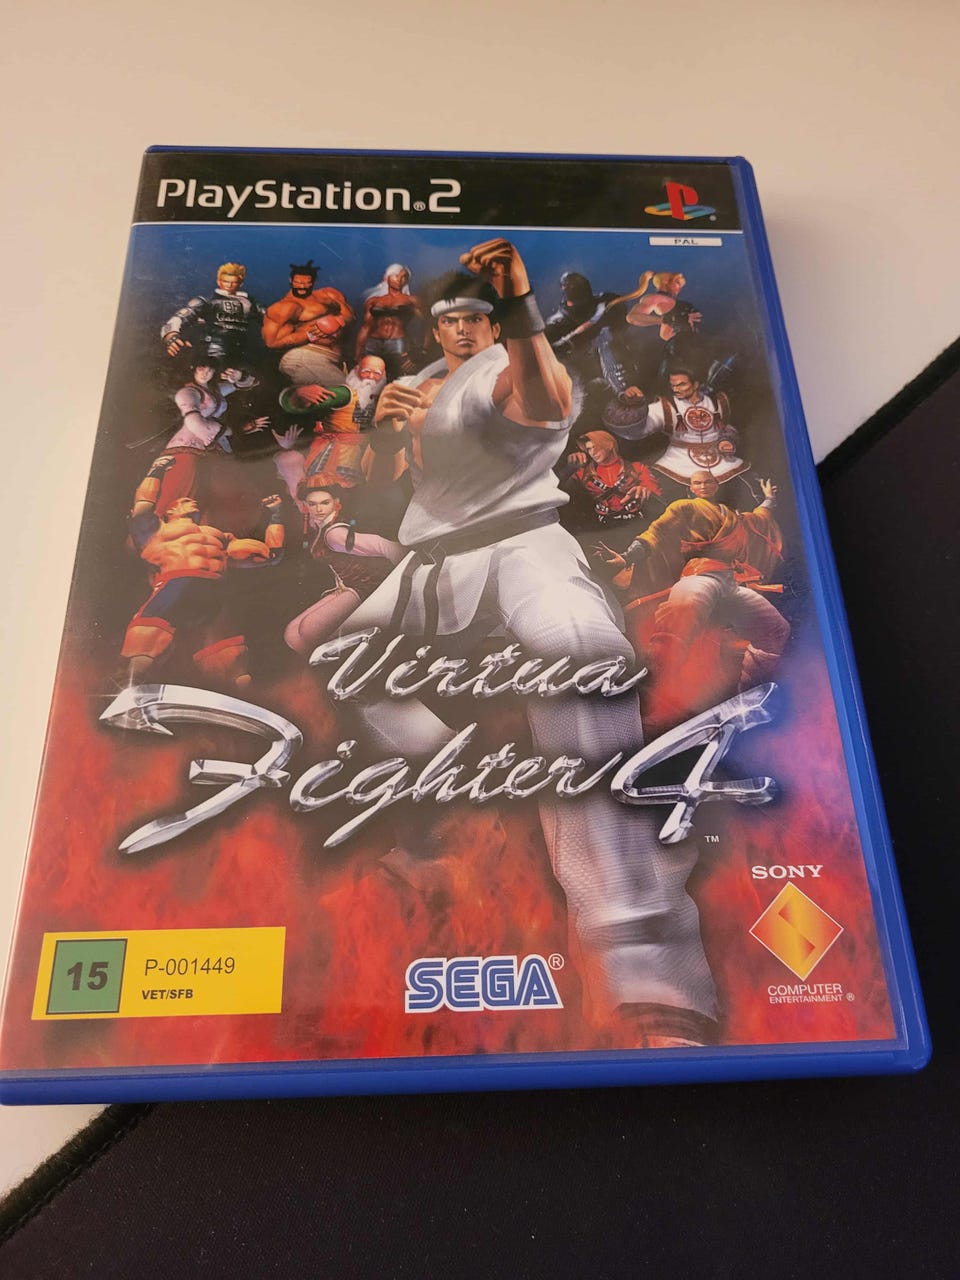 PlayStation®2
PAL
Virtua
Fighter 4
TM
SONY
15
P-001449
VET/SFB
SEGA®
COMPUTER
ENTERTAINMENT ®